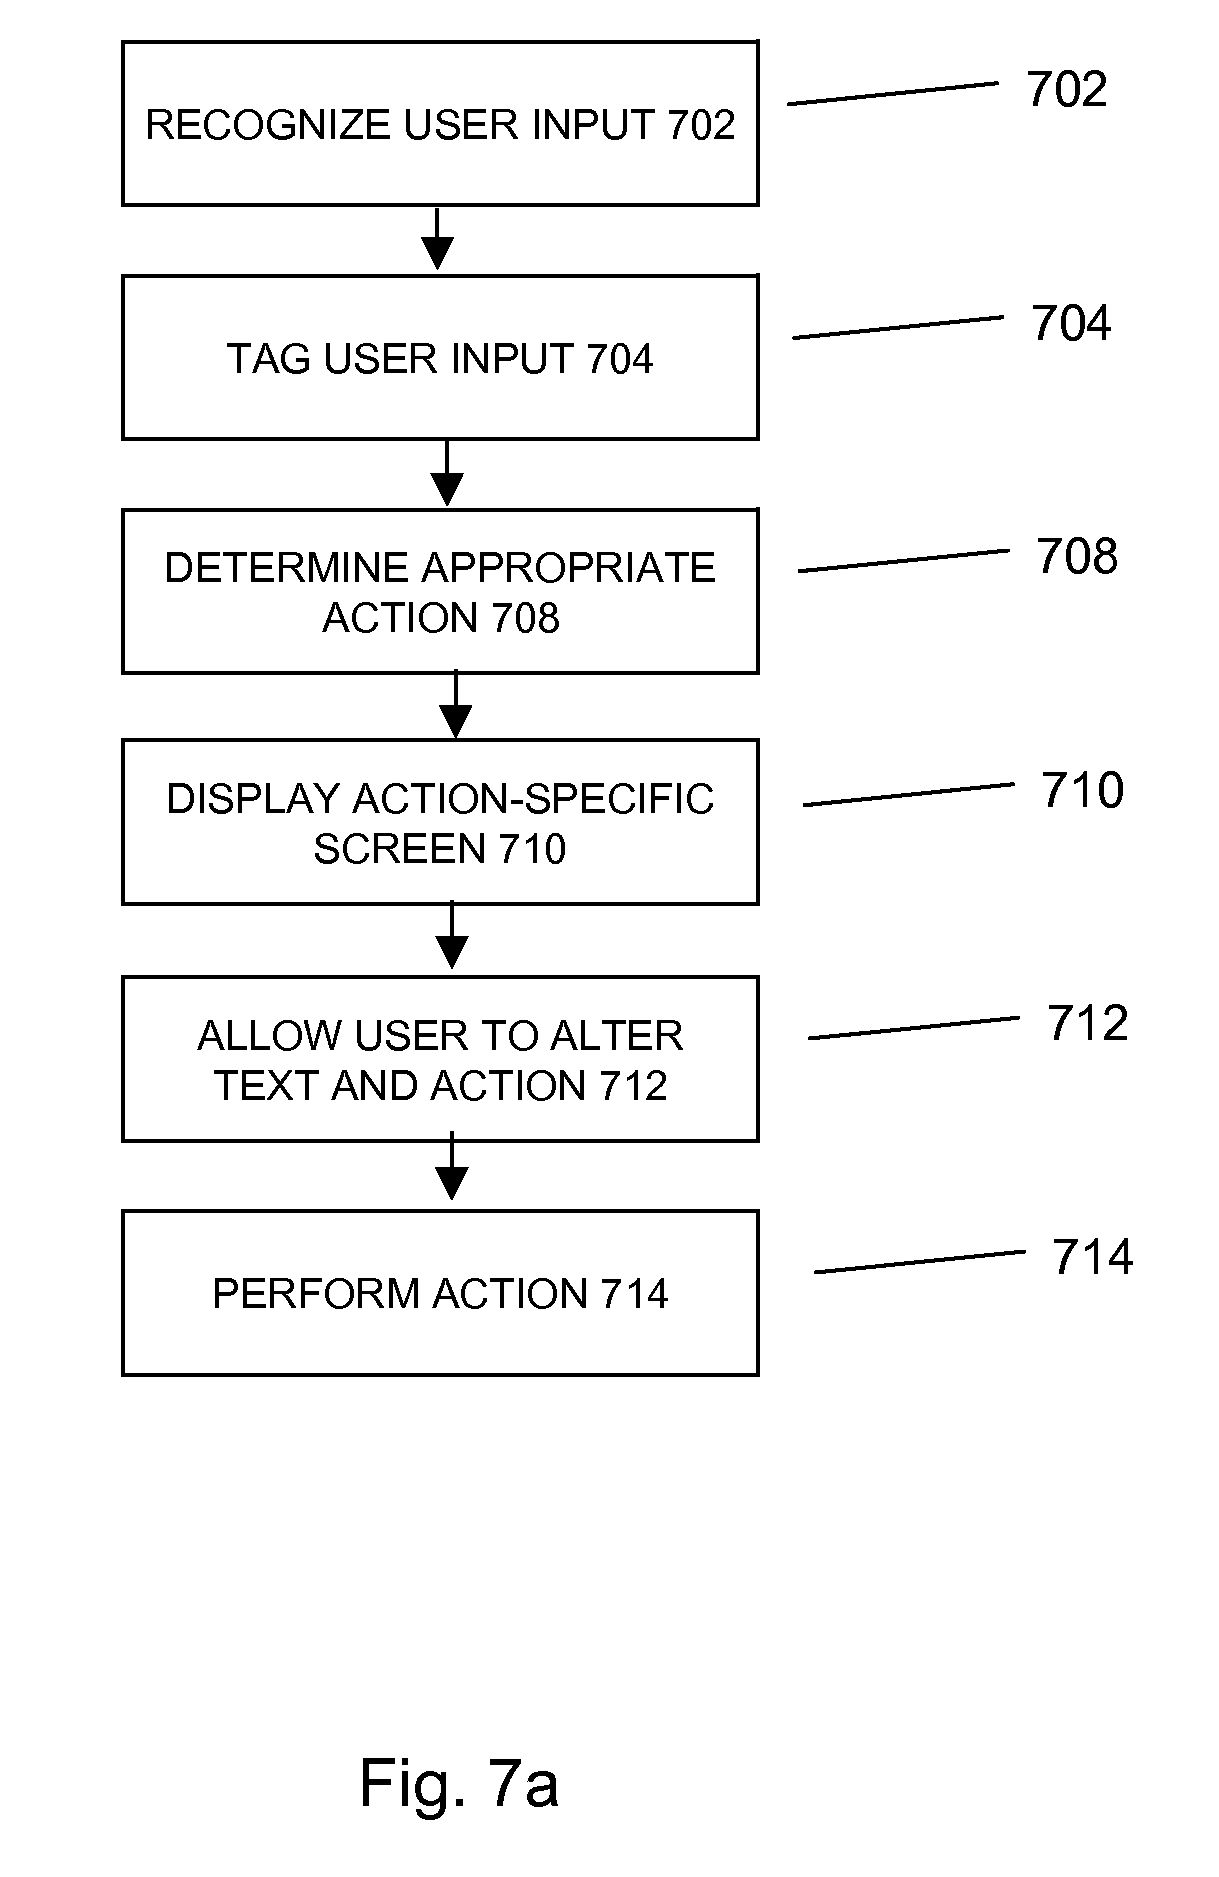 RECOGNIZE USER INPUT 702
702
TAG USER INPUT 704
704
DETERMINE APPROPRIATE
ACTION 708
708
DISPLAY ACTION-SPECIFIC
SCREEN 710
710
ALLOW USER TO ALTER
TEXT AND ACTION 712
712
PERFORM ACTION 714
714
Fig. 7a